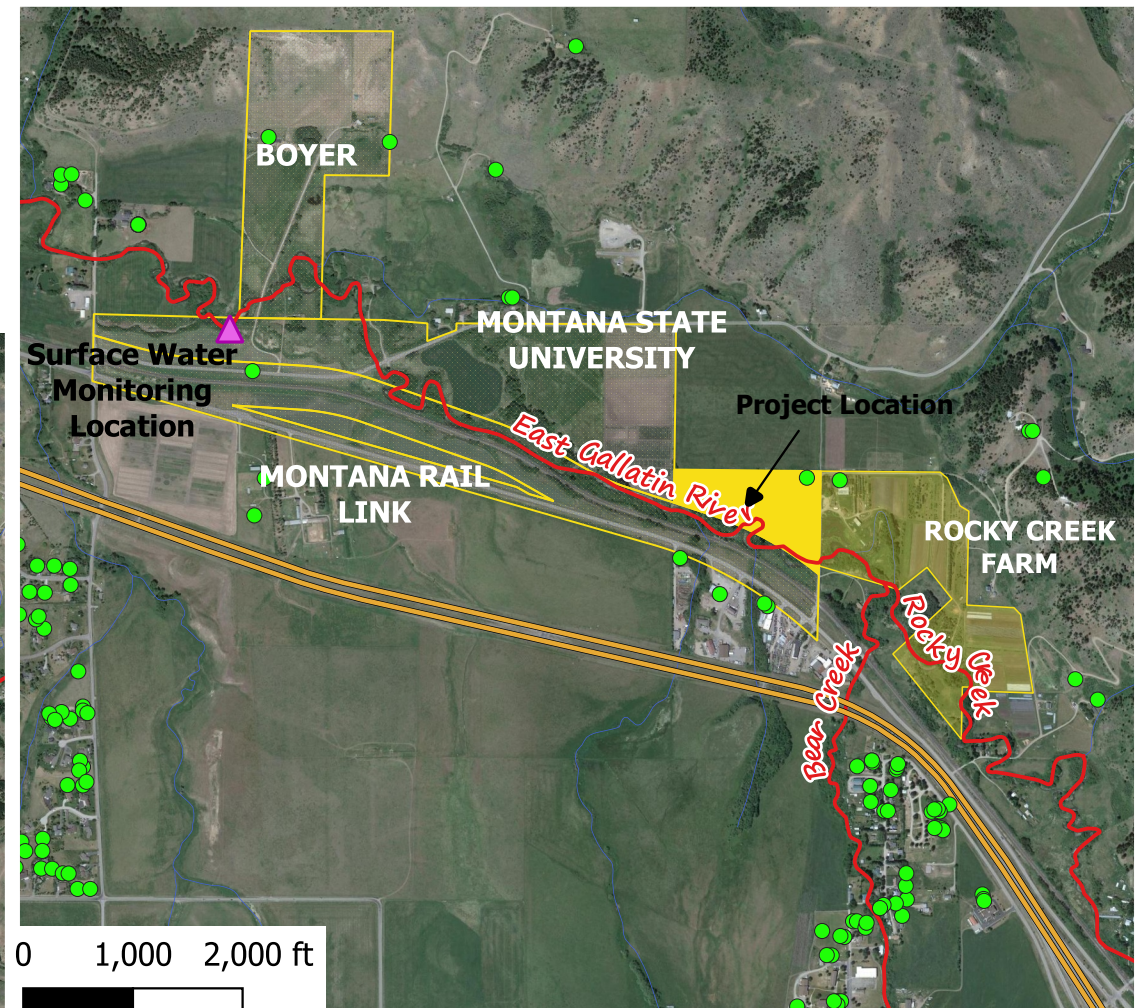 BOYER
MONTANA STATE
UNIVERSITY
Surface Water
Monitoring
Location
Project Location
East Gallatin Rive
MONTANA RAIL
LINK
ROCKY CREEK
FARM
Rocky Creek
Bear Creek
0 1,000 2,000 ft